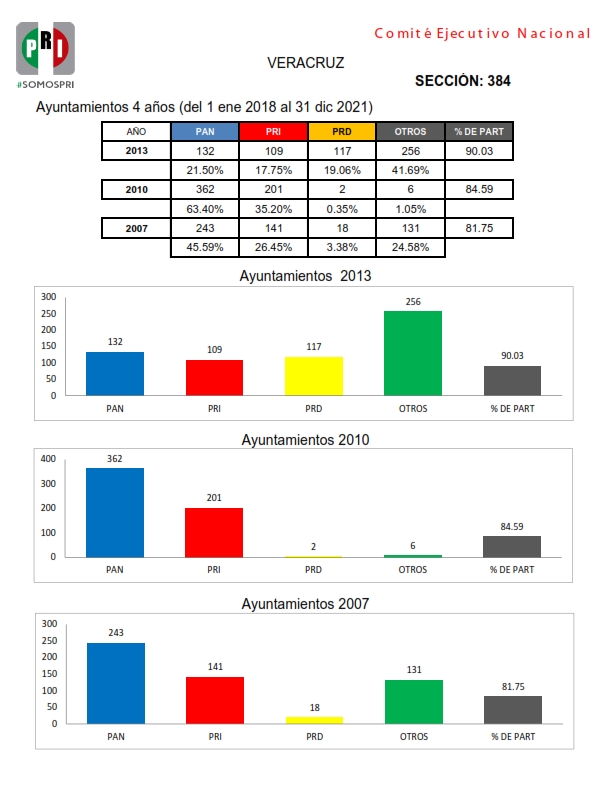 Comité Ejecutivo Nacional
PRI
#SOMOSPRI
VERACRUZ
SECCIÓN: 384
Ayuntamientos 4 años (del 1 ene 2018 al 31 dic 2021)
AÑO PAN PRI PRD OTROS % DE PART
2013 132 109 117 256 90.03
21.50% 17.75% 19.06% 41.69%
2010 362 201 2 6 84.59
63.40% 35.20% 0.35% 1.05%
2007 243 141 18 131 81.75
45.59% 26.45% 3.38% 24.58%
Ayuntamientos 2013
300
250
200
150
100
50
0
132 109 117 256 90.03
PAN PRI PRD OTROS % DE PART
Ayuntamientos 2010
400
300
200
100
0
362 201 2 6 84.59
PAN PRI PRD OTROS % DE PART
Ayuntamientos 2007
300
250
200
150
100
50
0
243 141 18 131 81.75
PAN PRI PRD OTROS % DE PART